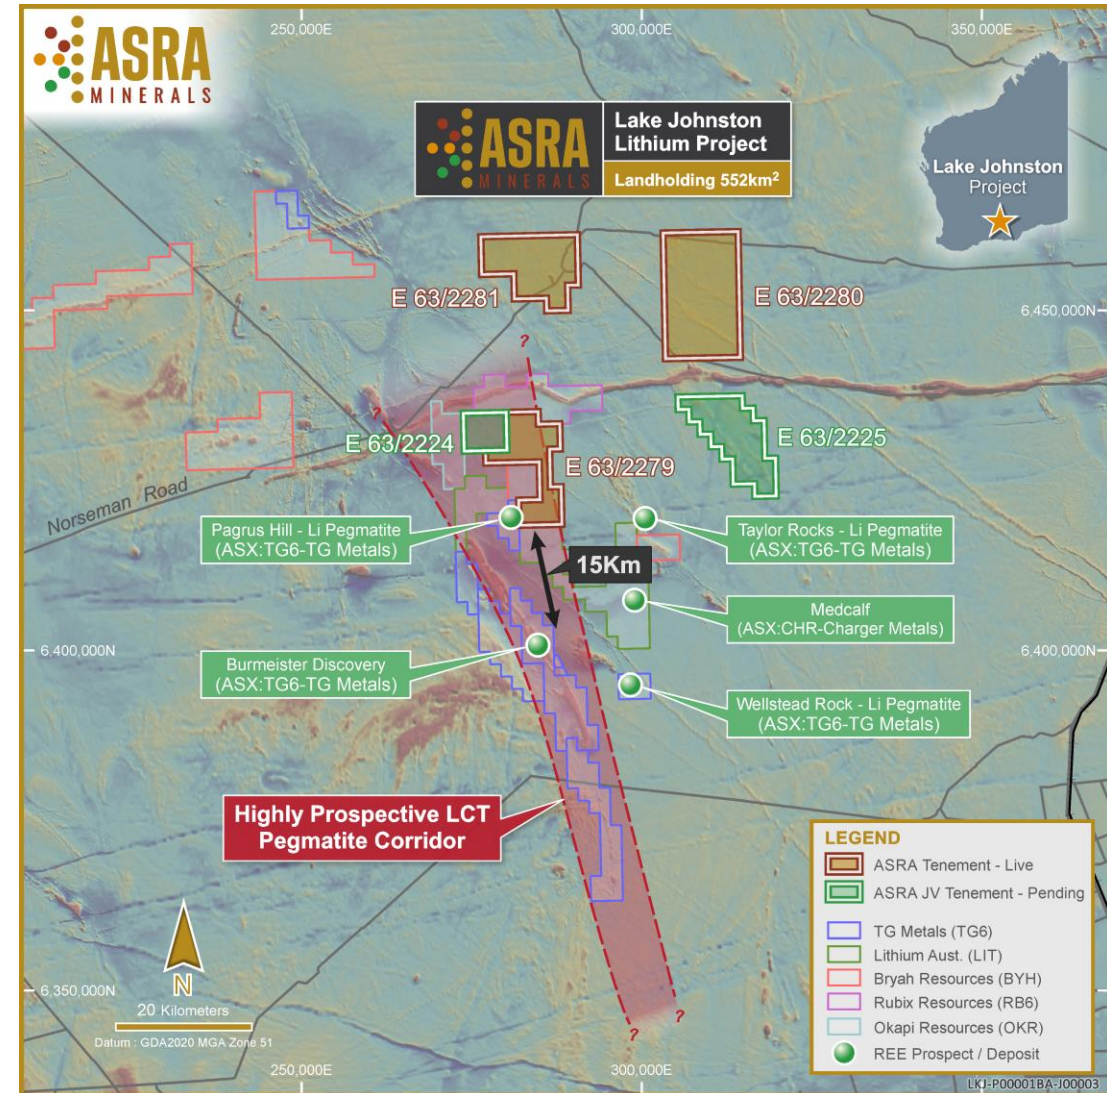 250,000E
300,000E
350,000E
ASRA
MINERALS
ASRA
MINERALS
Lake Johnston
Lithium Project
Landholding 552km²
Lake Johnston
Project
E 63/2281
E 63/2280
6,450,000N
?
?
E 63/2224
E 63/2225
E 63/2279
Norseman Road
Pagrus Hill - Li Pegmatite
(ASX:TG6-TG Metals)
Taylor Rocks - Li Pegmatite
(ASX:TG6-TG Metals)
15Km
Medcalf
(ASX:CHR-Charger Metals)
6,400,000N
6,400,000N
Burmeister Discovery
(ASX:TG6-TG Metals)
Wellstead Rock - Li Pegmatite
(ASX:TG6-TG Metals)
Highly Prospective LCT
Pegmatite Corridor
LEGEND
ASRA Tenement - Live
ASRA JV Tenement - Pending
TG Metals (TG6)
Lithium Aust. (LIT)
Bryah Resources (BYH)
Rubix Resources (RB6)
Okapi Resources (OKR)
REE Prospect / Deposit
6,350,000N
N
20 Kilometers
Datum : GDA2020 MGA Zone 51
?
?
250,000E
300,000E
LKJ-P00001BA-J00003